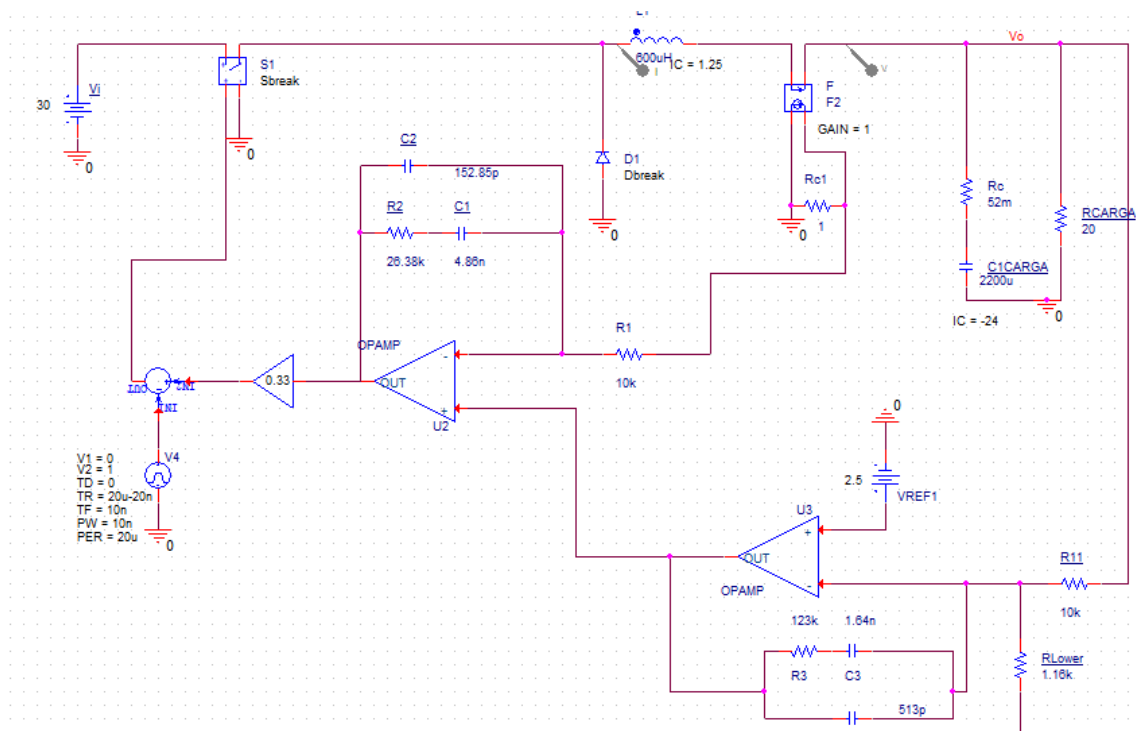 L1
600uH
IC = 1.25
Vo
S1
Sbreak
Vi
30
0
0
F
F2
GAIN = 1
C2
152.85p
D1
Dbreak
Rc1
1
0
0
Rc
52m
RCARGA
20
R2
C1
26.38k
4.86n
C1CARGA
2200u
0
IC = -24
OPAMP
-
OUT
+
U2
R1
10k
0.33
OUT
IN2
IN1
0
2.5
VREF1
V4
V1 = 0
V2 = 1
TD = 0
TR = 20u-20n
TF = 10n
PW = 10n
PER = 20u
0
U3
+
OUT
-
OPAMP
R11
10k
123k
1.64n
R3
C3
RLower
1.16k
513p